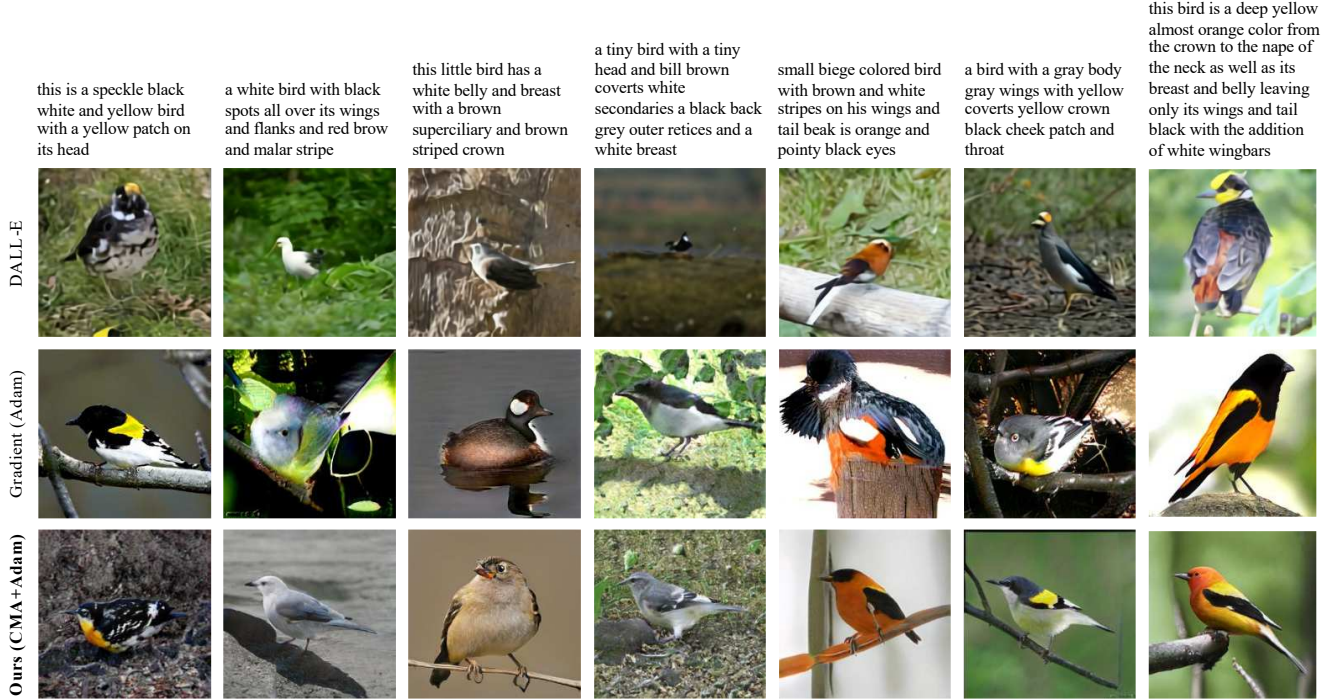 this is a speckle black
white and yellow bird
with a yellow patch on
its head
a white bird with black
spots all over its wings
and flanks and red brow
and malar stripe
this little bird has a
white belly and breast
with a brown
superciliary and brown
striped crown
a tiny bird with a tiny
head and bill brown
coverts white
secondaries a black back
grey outer retices and a
white breast
small biege colored bird
with brown and white
stripes on his wings and
tail beak is orange and
pointy black eyes
a bird with a gray body
gray wings with yellow
coverts yellow crown
black cheek patch and
throat
this bird is a deep yellow
almost orange color from
the crown to the nape of
the neck as well as its
breast and belly leaving
only its wings and tail
black with the addition
of white wingbars
DALL-E
Gradient (Adam)
Ours (CMA+Adam)